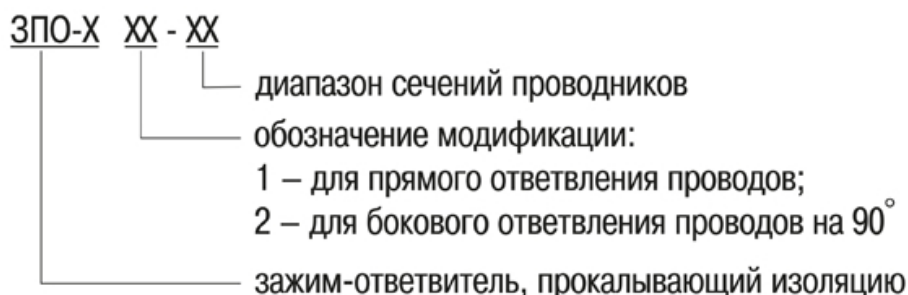 ЗПО-Х ХХ - ХХ
диапазон сечений проводников
обозначение модификации:
1 – для прямого ответвления проводов;
2 – для бокового ответвления проводов на 90°
зажим-ответвитель, прокалывающий изоляцию